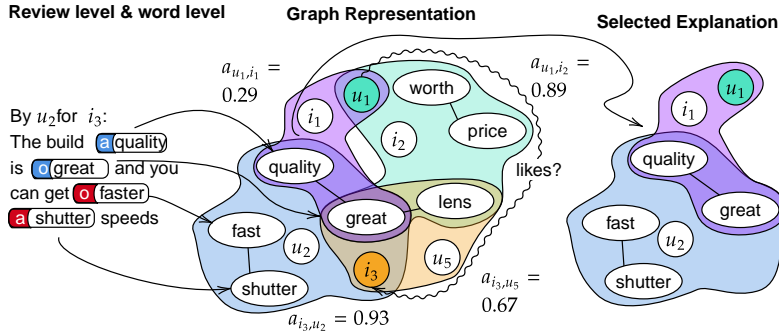 Review level & word level
Graph Representation
Selected Explanation
By u2 for i3:
The build a quality
is o great and you
can get o faster
a shutter speeds
a_{u1,i1} =
0.29
i1
u1
worth
price
i2
quality
great
lens
likes?
fast
u2
shutter
i3
u5
a_{i3,u2} = 0.93
a_{i3,u5} =
0.67
a_{u1,i2} =
0.89
u1
i1
quality
great
fast
u2
shutter